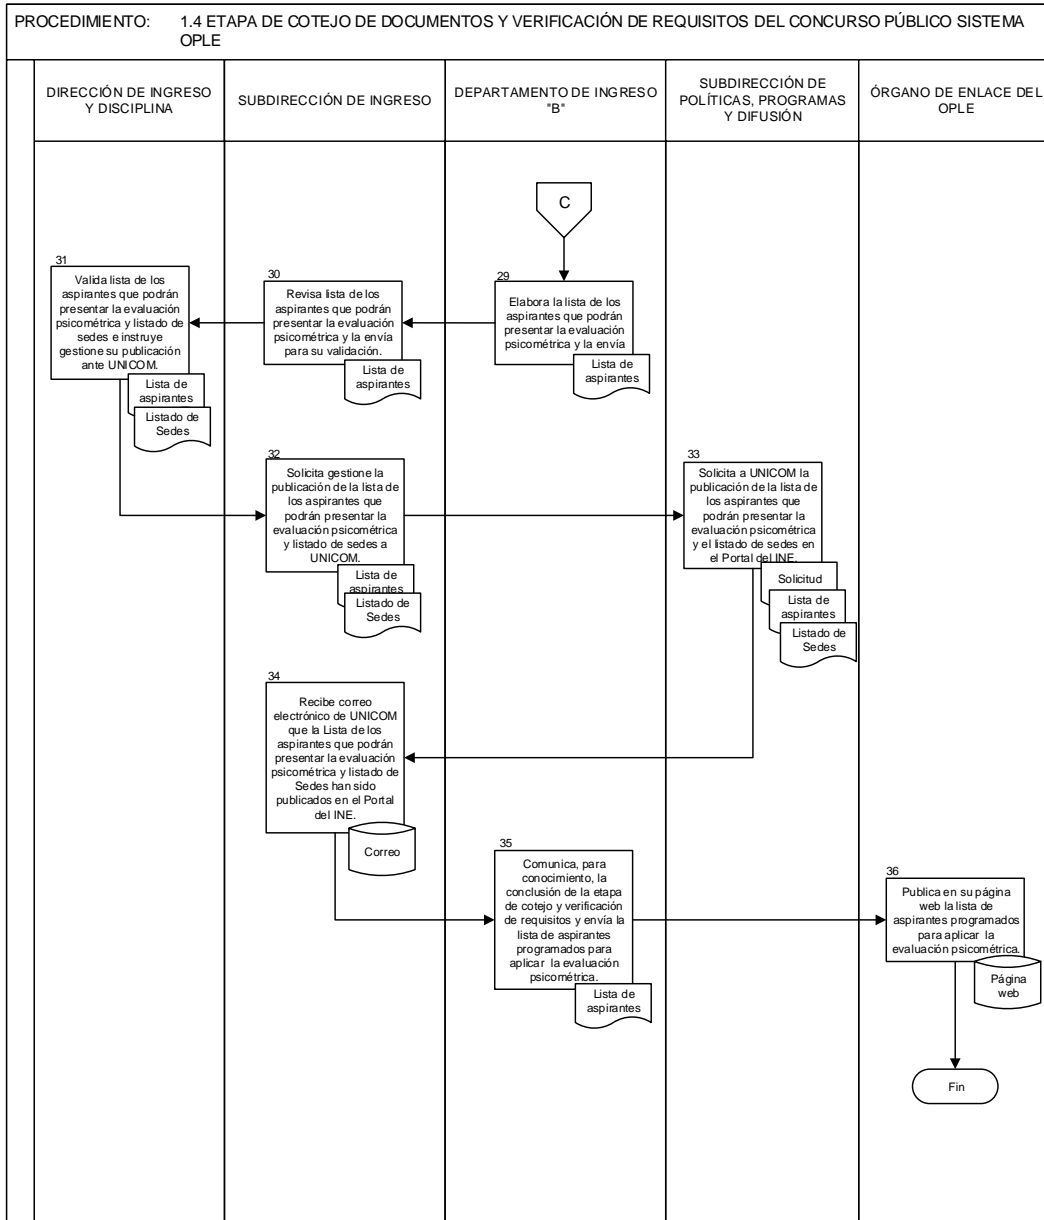 PROCEDIMIENTO: 1.4 ETAPA DE COTEJO DE DOCUMENTOS Y VERIFICACIÓN DE REQUISITOS DEL CONCURSO PÚBLICO SISTEMA
OPLE
DIRECCIÓN DE INGRESO
Y DISCIPLINA
SUBDIRECCIÓN DE INGRESO
DEPARTAMENTO DE INGRESO
"B"
SUBDIRECCIÓN DE
POLÍTICAS, PROGRAMAS
Y DIFUSIÓN
ÓRGANO DE ENLACE DEL
OPLE
C
29
Elabora la lista de los
aspirantes que podrán
presentar la evaluación
psicométrica y la envía
Lista de
aspirantes
30
Revisa lista de los
aspirantes que podrán
presentar la evaluación
psicométrica y la envía
para su validación.
Lista de
aspirantes
31
Valida lista de los
aspirantes que podrán
presentar la evaluación
psicométrica y listado de
sedes e instruye
gestione su publicación
ante UNICOM.
Lista de
aspirantes
Listado de
Sedes
32
Solicita gestione la
publicación de la lista de
los aspirantes que
podrán presentar la
evaluación psicométrica
y listado de sedes a
UNICOM.
Lista de
aspirantes
Listado de
Sedes
33
Solicita a UNICOM la
publicación de la lista de
los aspirantes que
podrán presentar la
evaluación psicométrica
y el listado de sedes en
el Portal del INE.
Solicitud
Lista de
aspirantes
Listado de
Sedes
34
Recibe correo
electrónico de UNICOM
que la Lista de los
aspirantes que podrán
presentar la evaluación
psicométrica y listado de
Sedes han sido
publicados en el Portal
del INE.
Correo
35
Comunica, para
conocimiento, la
conclusión de la etapa
de cotejo y verificación
de requisitos y envía la
lista de aspirantes
programados para
aplicar la evaluación
psicométrica.
Lista de
aspirantes
36
Publica en su página
web la lista de
aspirantes programados
para aplicar la
evaluación psicométrica.
Página
web
Fin